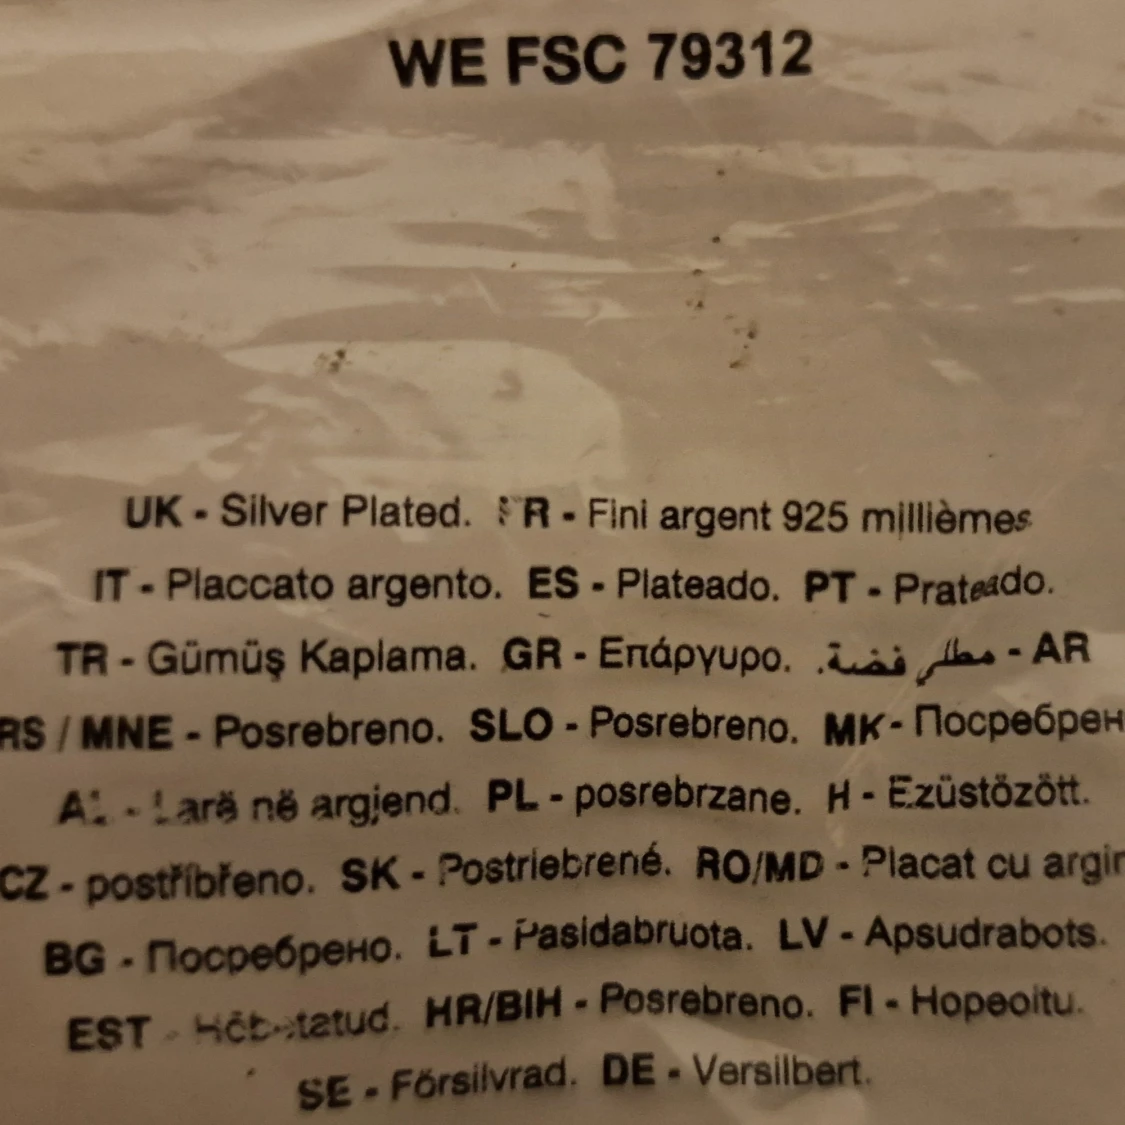 WE FSC 79312
UK - Silver Plated. FR - Fini argent 925 millièmes
IT - Placcato argento. ES - Plateado. PT - Prateado.
TR - Gümüş Kaplama. GR - Επάργυρο. مطلي فضية. - AR
RS / MNE - Posrebreno. SLO - Posrebreno. MK - Посребрен
AL - Larë në argjend. PL - posrebrzane. H - Ezüstözött.
CZ - postříbřeno. SK - Postriebrené. RO/MD - Placat cu argin
BG - Посребрено. LT - Pasidabruota. LV - Apsudrabots.
EST - HR/BIH - Posrebreno. FI - Hopeoitu.
SE - Försilvrad. DE - Versilbert.